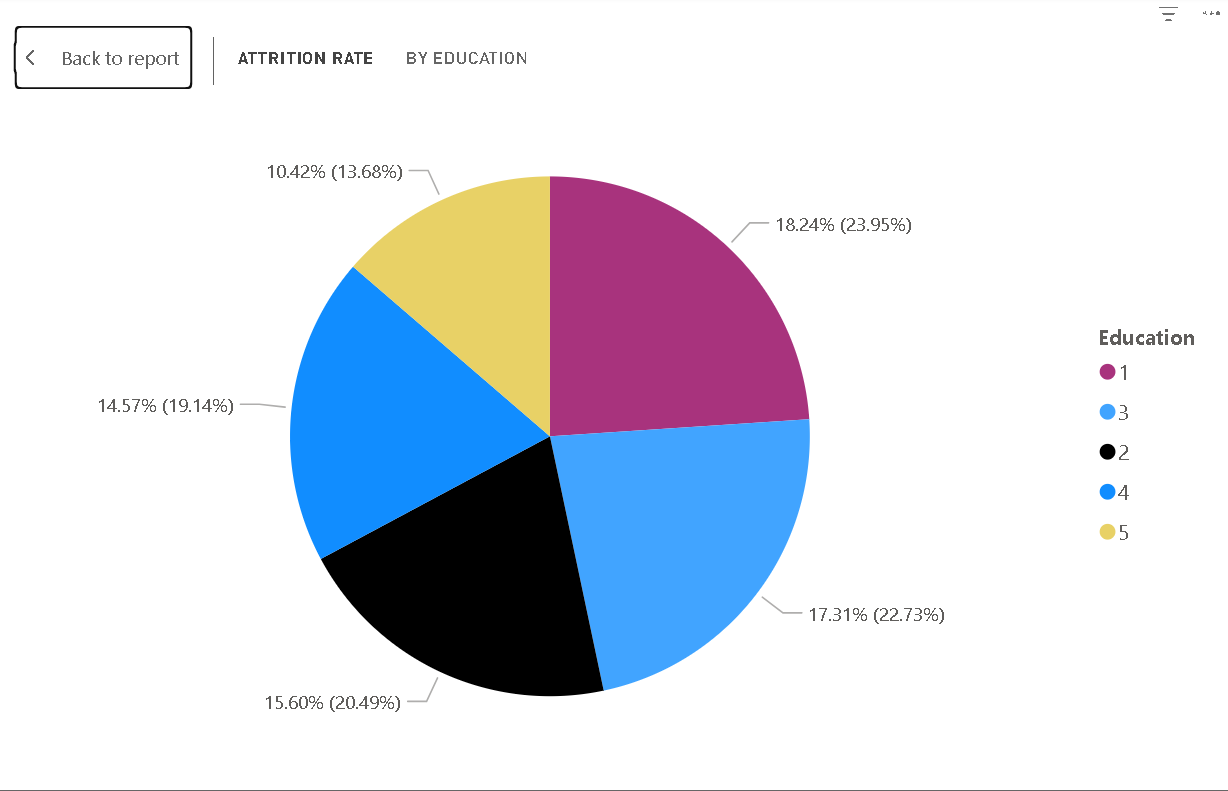 Back to report
ATTRITION RATE
BY EDUCATION
10.42% (13.68%)
18.24% (23.95%)
14.57% (19.14%)
17.31% (22.73%)
15.60% (20.49%)
Education
1
3
2
4
5